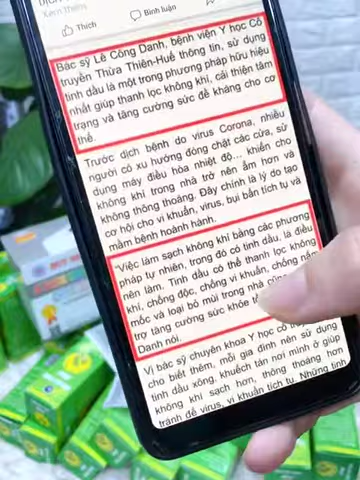 Xem thêm
Thích
Bình luận
Bác sỹ Lê Công Danh, bệnh viện Y học Cổ
truyền Thừa Thiên-Huế thông tin, sử dụng
tinh dầu là một trong phương pháp hữu hiệu
nhất giúp thanh lọc không khí, cải thiện tâm
trạng và tăng cường sức đề kháng cho cơ
thể.
Trước dịch bệnh do virus Corona, nhiều
người có xu hướng đóng chặt các cửa, sử
dụng máy điều hòa nhiệt độ... khiến cho
không khí trong nhà trở nên ẩm hơn và
không thông thoáng. Đây chính là lý do tạo
cơ hội cho vi khuẩn, virus, bụi bẩn tích tụ và
mầm bệnh hoành hành.
"Việc làm sạch không khí bằng các phương
pháp tự nhiên, trong đó có tinh dầu, là điều
nên làm. Tinh dầu có thể thanh lọc không
khí, chống độc, chống vi khuẩn, chống nấm
mốc và loại bỏ mùi trong nhà
trợ tăng cường sức khỏe
Danh nói.
Vị bác sỹ chuyên khoa Y học cổ
cho biết thêm, mỗi gia đình nên sử dụng
tinh dầu xông, khuếch tán nơi mình ở giúp
không khí sạch hơn, thông thoáng hơn
tránh để virus, vi khuẩn tích tụ. Những tinh